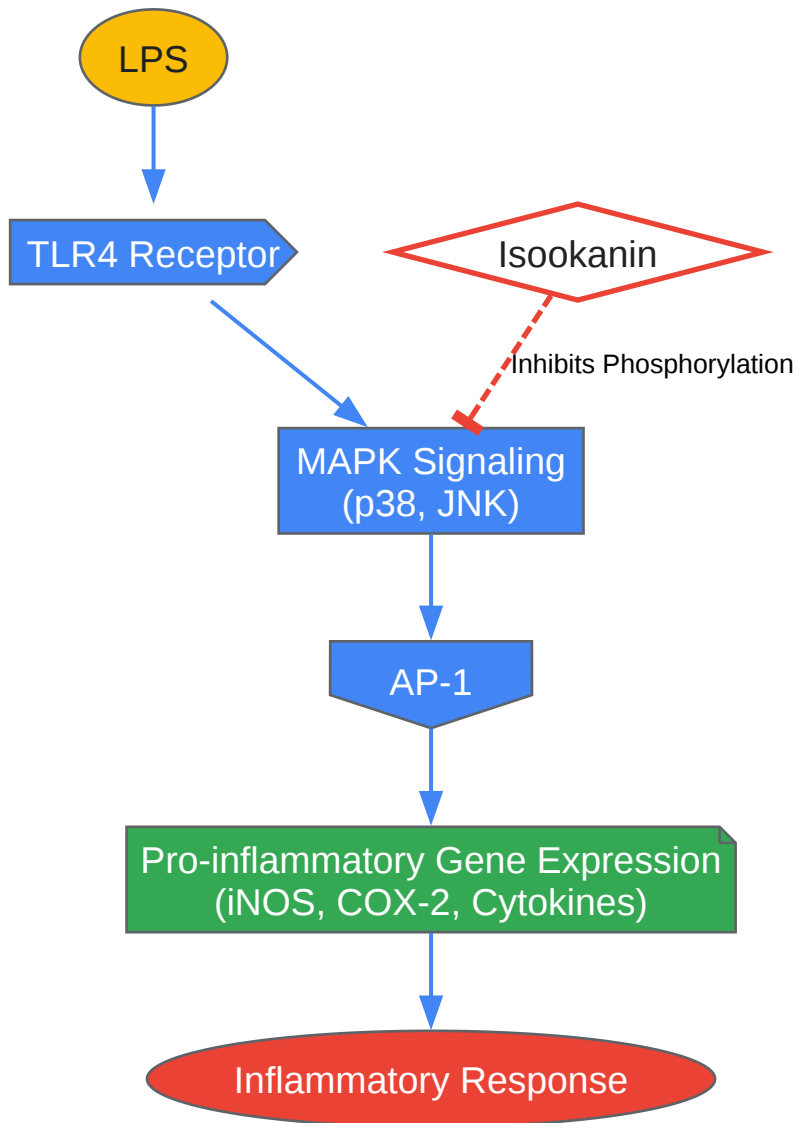 LPS
TLR4 Receptor
Isookanin
Inhibits Phosphorylation
MAPK Signaling
(p38, JNK)
AP-1
Pro-inflammatory Gene Expression
(iNOS, COX-2, Cytokines)
Inflammatory Response